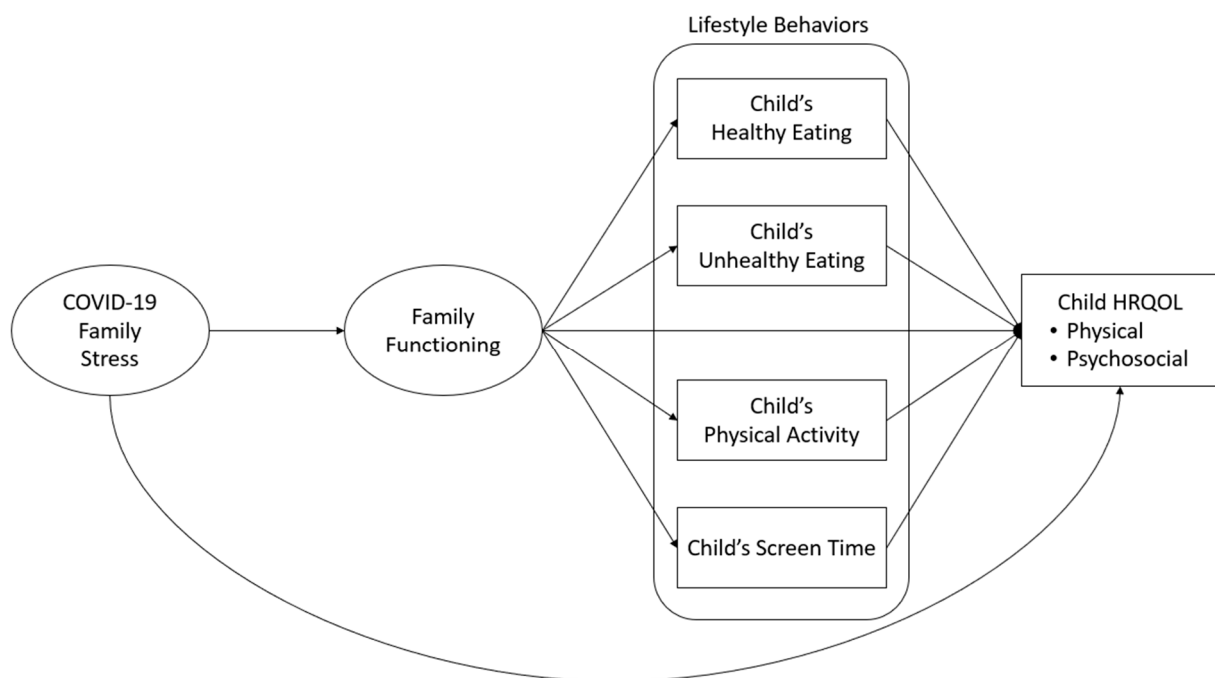 Lifestyle Behaviors
Child's
Healthy Eating
Child's
Unhealthy Eating
COVID-19
Family
Stress
Family
Functioning
Child HRQOL
• Physical
• Psychosocial
Child's
Physical Activity
Child's Screen Time